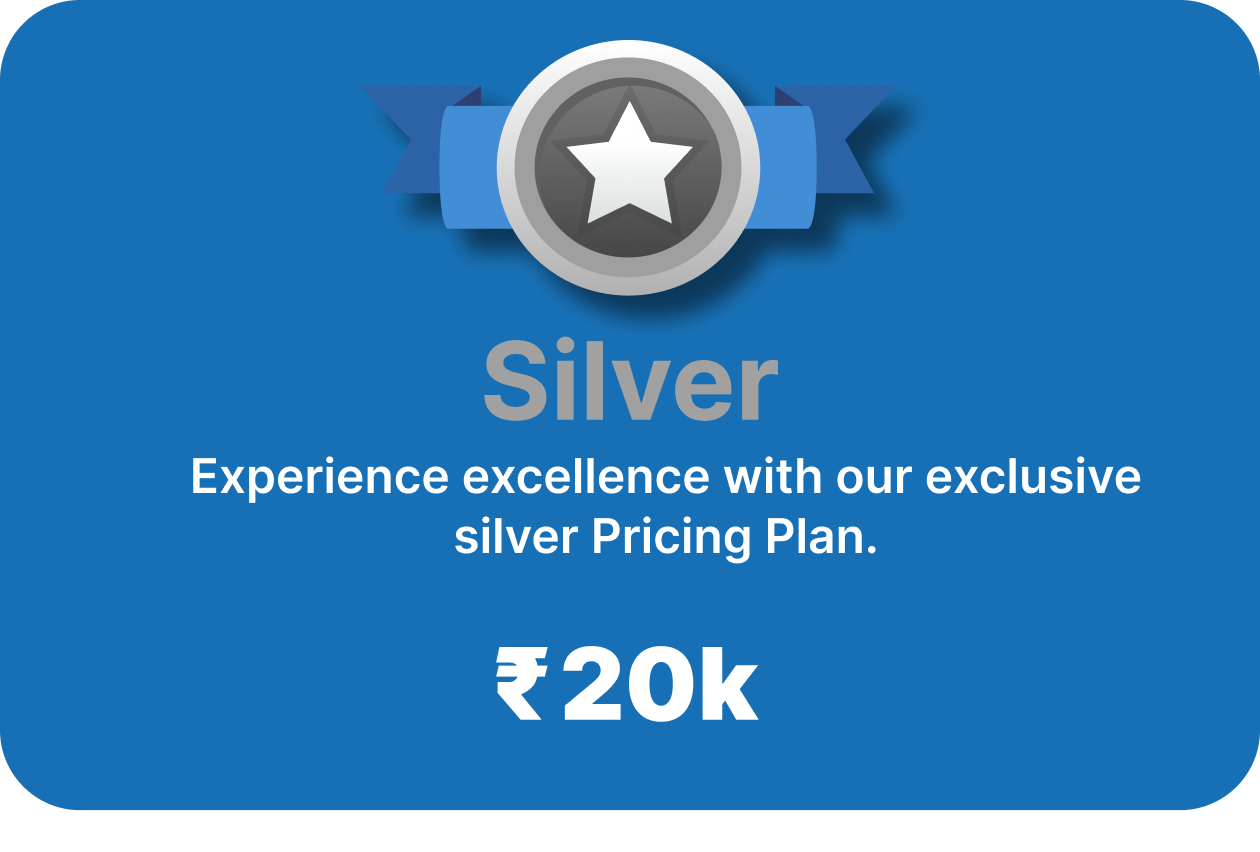 Silver
Experience excellence with our exclusive
silver Pricing Plan.
₹20k